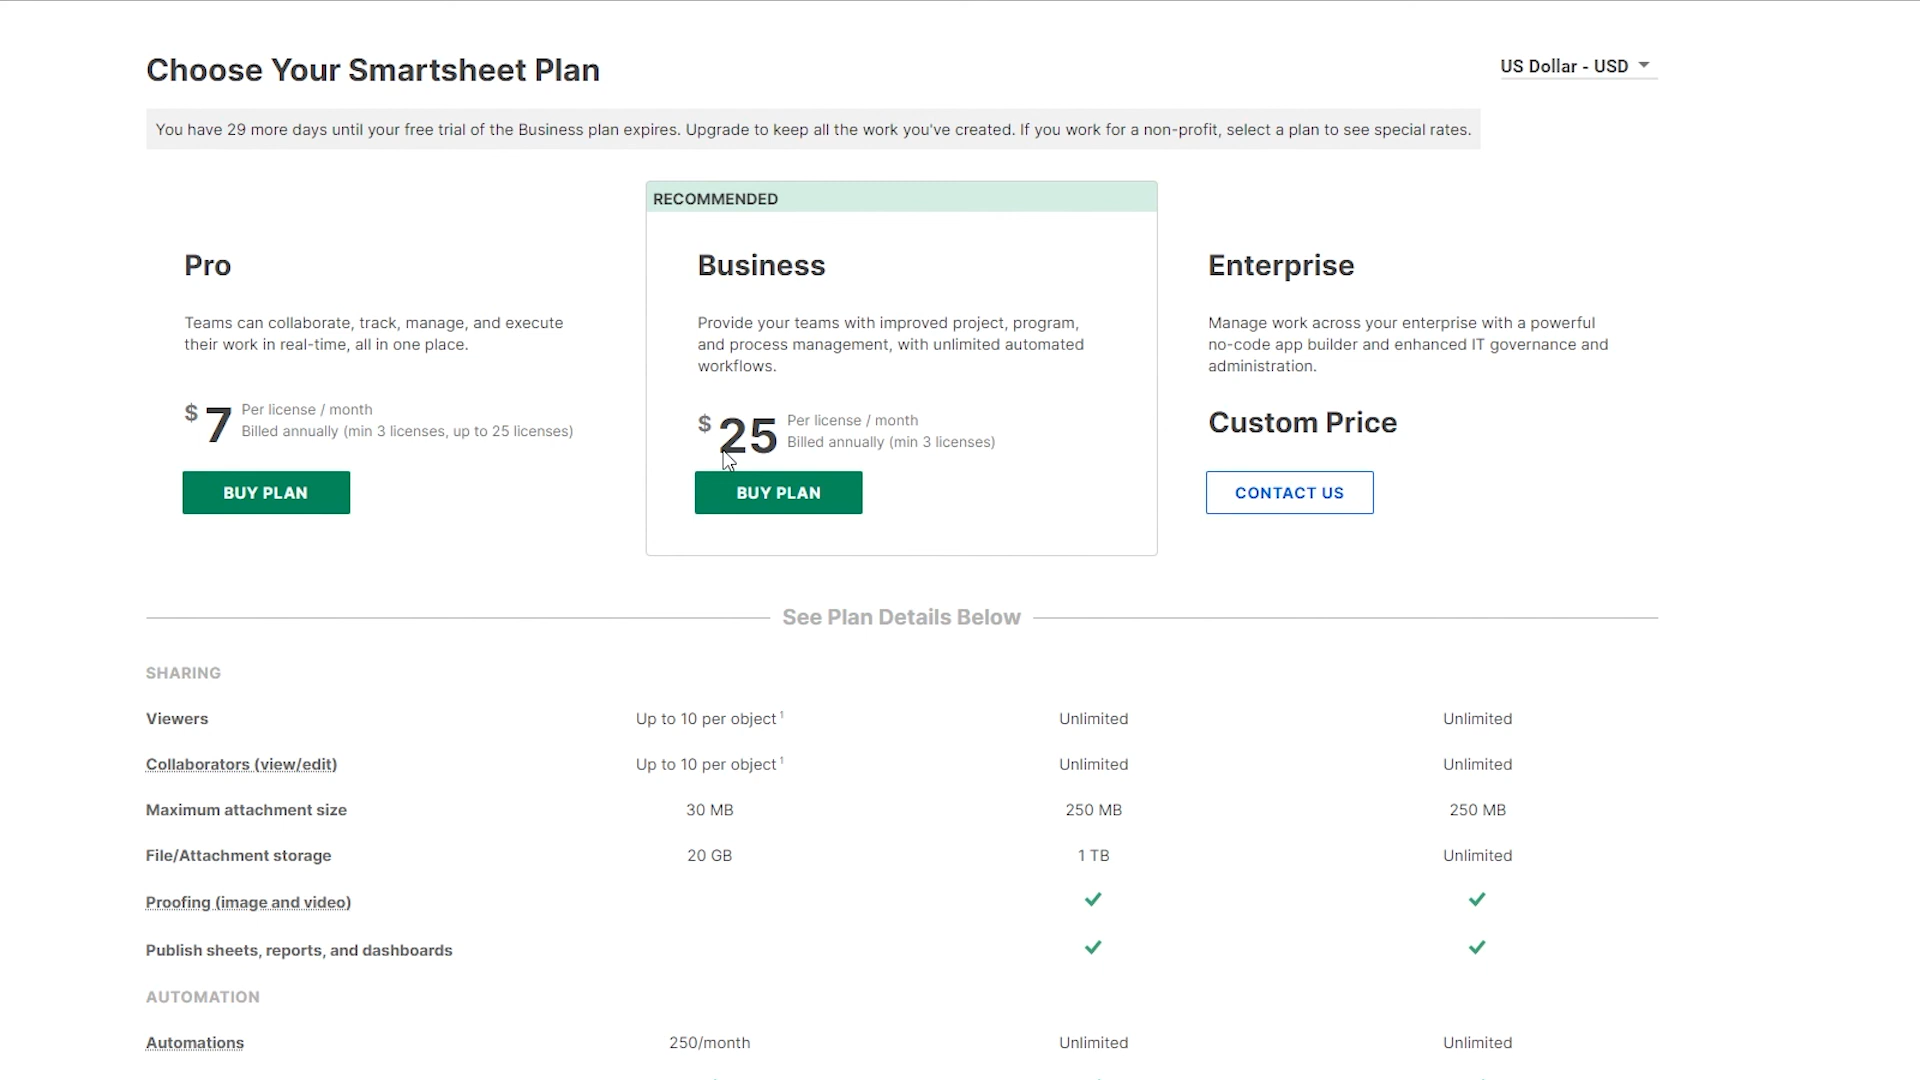 Choose Your Smartsheet Plan
US Dollar - USD
You have 29 more days until your free trial of the Business plan expires. Upgrade to keep all the work you've created. If you work for a non-profit, select a plan to see special rates.
RECOMMENDED
Pro
Teams can collaborate, track, manage, and execute
their work in real-time, all in one place.
$ 7
Per license / month
Billed annually (min 3 licenses, up to 25 licenses)
BUY PLAN
Business
Provide your teams with improved project, program,
and process management, with unlimited automated
workflows.
$ 25
Per license / month
Billed annually (min 3 licenses)
BUY PLAN
Enterprise
Manage work across your enterprise with a powerful
no-code app builder and enhanced IT governance and
administration.
Custom Price
CONTACT US
See Plan Details Below
SHARING
Viewers Up to 10 per object 1 Unlimited Unlimited
Collaborators (view/edit) Up to 10 per object 1 Unlimited Unlimited
Maximum attachment size 30 MB 250 MB 250 MB
File/Attachment storage 20 GB 1 TB Unlimited
Proofing (image and video)
Publish sheets, reports, and dashboards
AUTOMATION
Automations 250/month Unlimited Unlimited